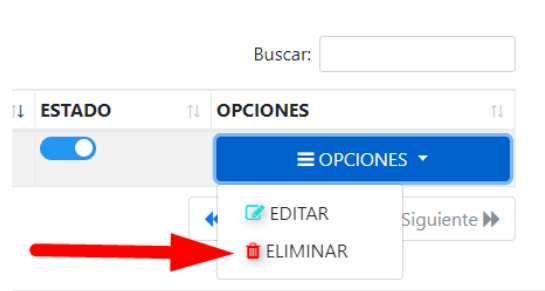 Buscar:
ESTADO OPCIONES
OPCIONES
EDITAR
Siguiente
ELIMINAR